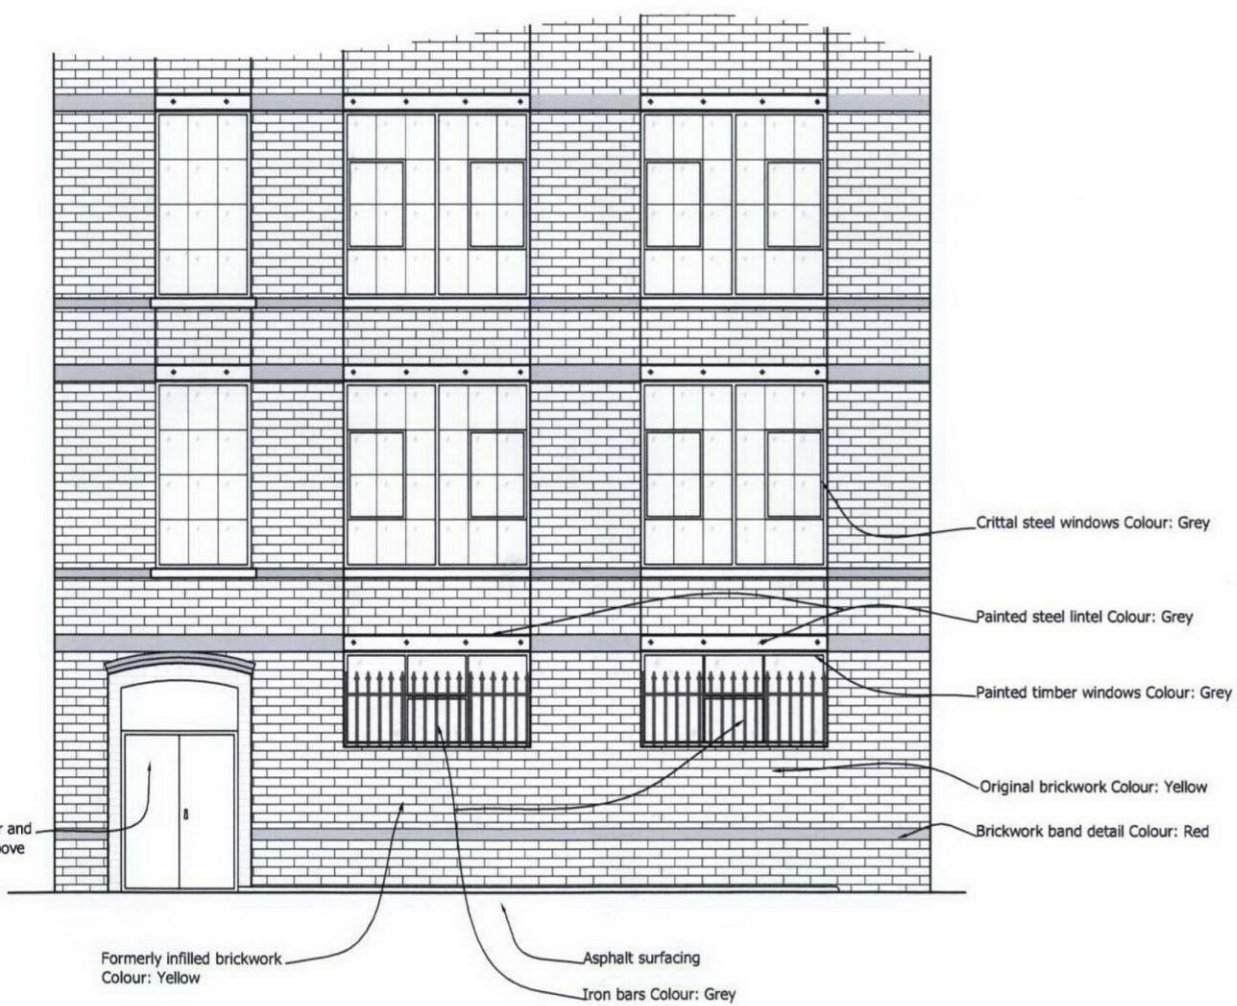 Crittal steel windows Colour: Grey
Painted steel lintel Colour: Grey
Painted timber windows Colour: Grey
Original brickwork Colour: Yellow
Brickwork band detail Colour: Red
and
Formerly infilled brickwork
Colour: Yellow
Asphalt surfacing
Iron bars Colour: Grey